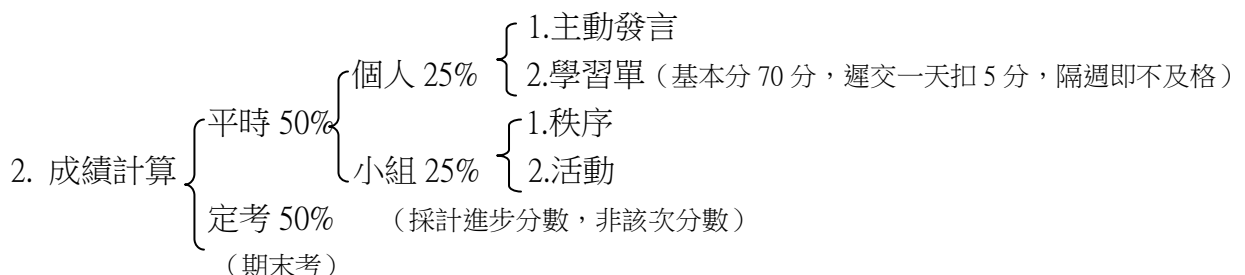 2. 成績計算
平時 50%
個人 25%
1.主動發言
2.學習單（基本分 70 分，遲交一天扣 5 分，隔週即不及格）
小組 25%
1.秩序
2.活動
定考 50% （採計進步分數，非該次分數）
（期末考）